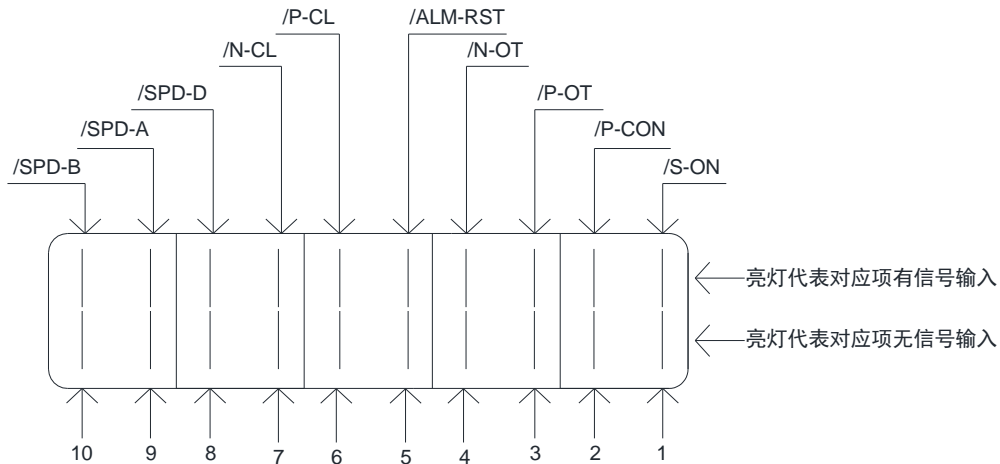 /P-CL
/ALM-RST
/N-CL
/N-OT
/SPD-D
/P-OT
/SPD-A
/P-CON
/SPD-B
/S-ON
亮灯代表对应项有信号输入
亮灯代表对应项无信号输入
10 9 8 7 6 5 4 3 2 1